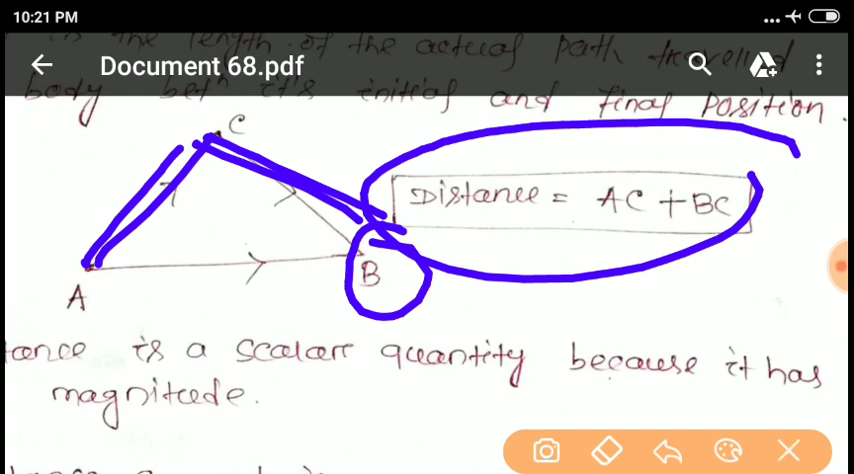 10:21 PM
is the length of the actual path travelled
Document 68.pdf
body betn it's initial and final position.
C
Distance = AC + BC
A
B
tance is a scalar quantity because it has
magnitude.